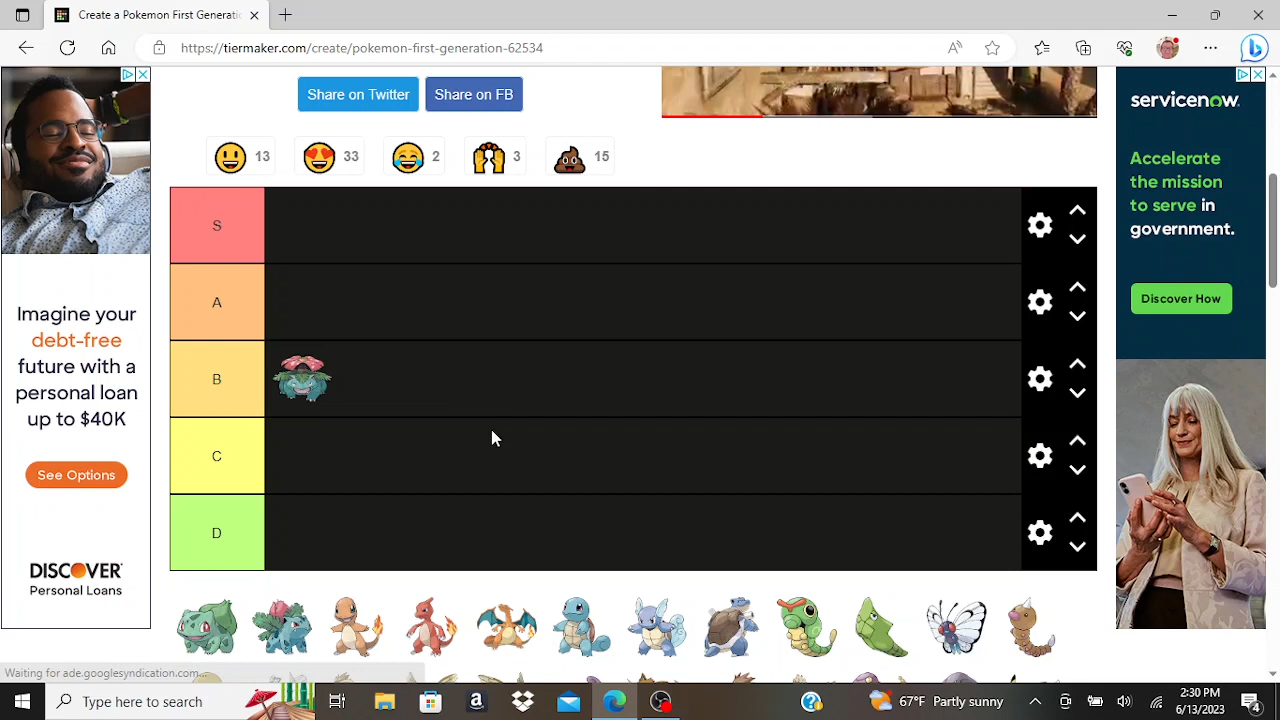 Create a Pokemon First Generatio
https://tiermaker.com/create/pokemon-first-generation-62534
Share on Twitter
Share on FB
13
33
2
3
15
S
A
B
C
D
Imagine your
debt-free
future with a
personal loan
up to $40K
See Options
DISCOVER
Personal Loans
servicenow.
Accelerate
the mission
to serve in
government.
Discover How
Waiting for ade.googlesyndication.com...
Type here to search
67°F Partly sunny
2:30 PM
6/13/2023
4